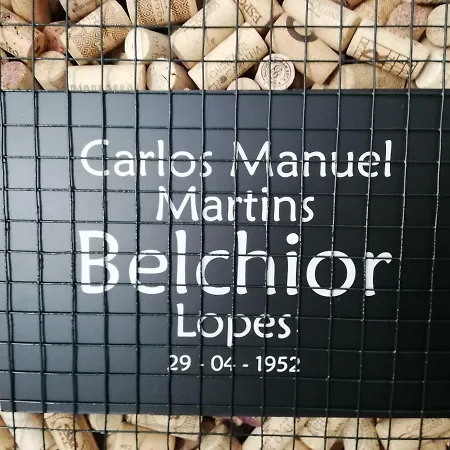 Carlos Manuel
Martins
Belchior
Lopes
29 - 04 - 1952